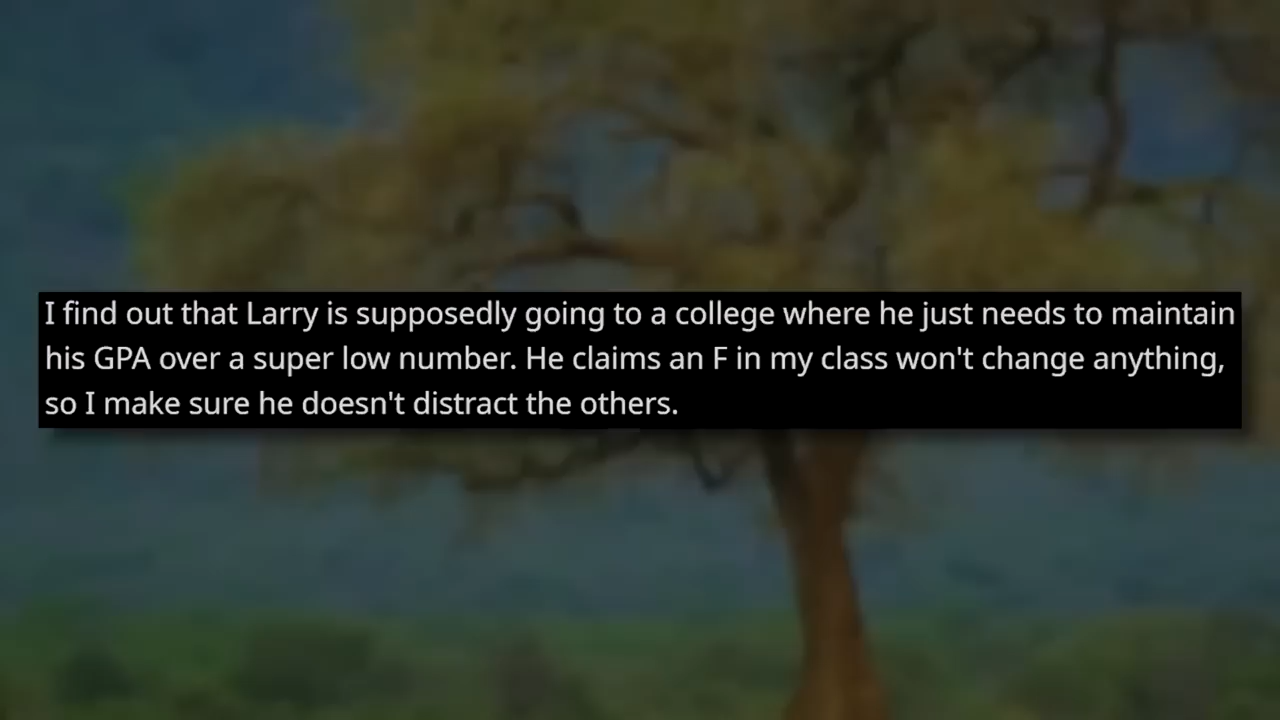 I find out that Larry is supposedly going to a college where he just needs to maintain
his GPA over a super low number. He claims an F in my class won't change anything,
so I make sure he doesn't distract the others.